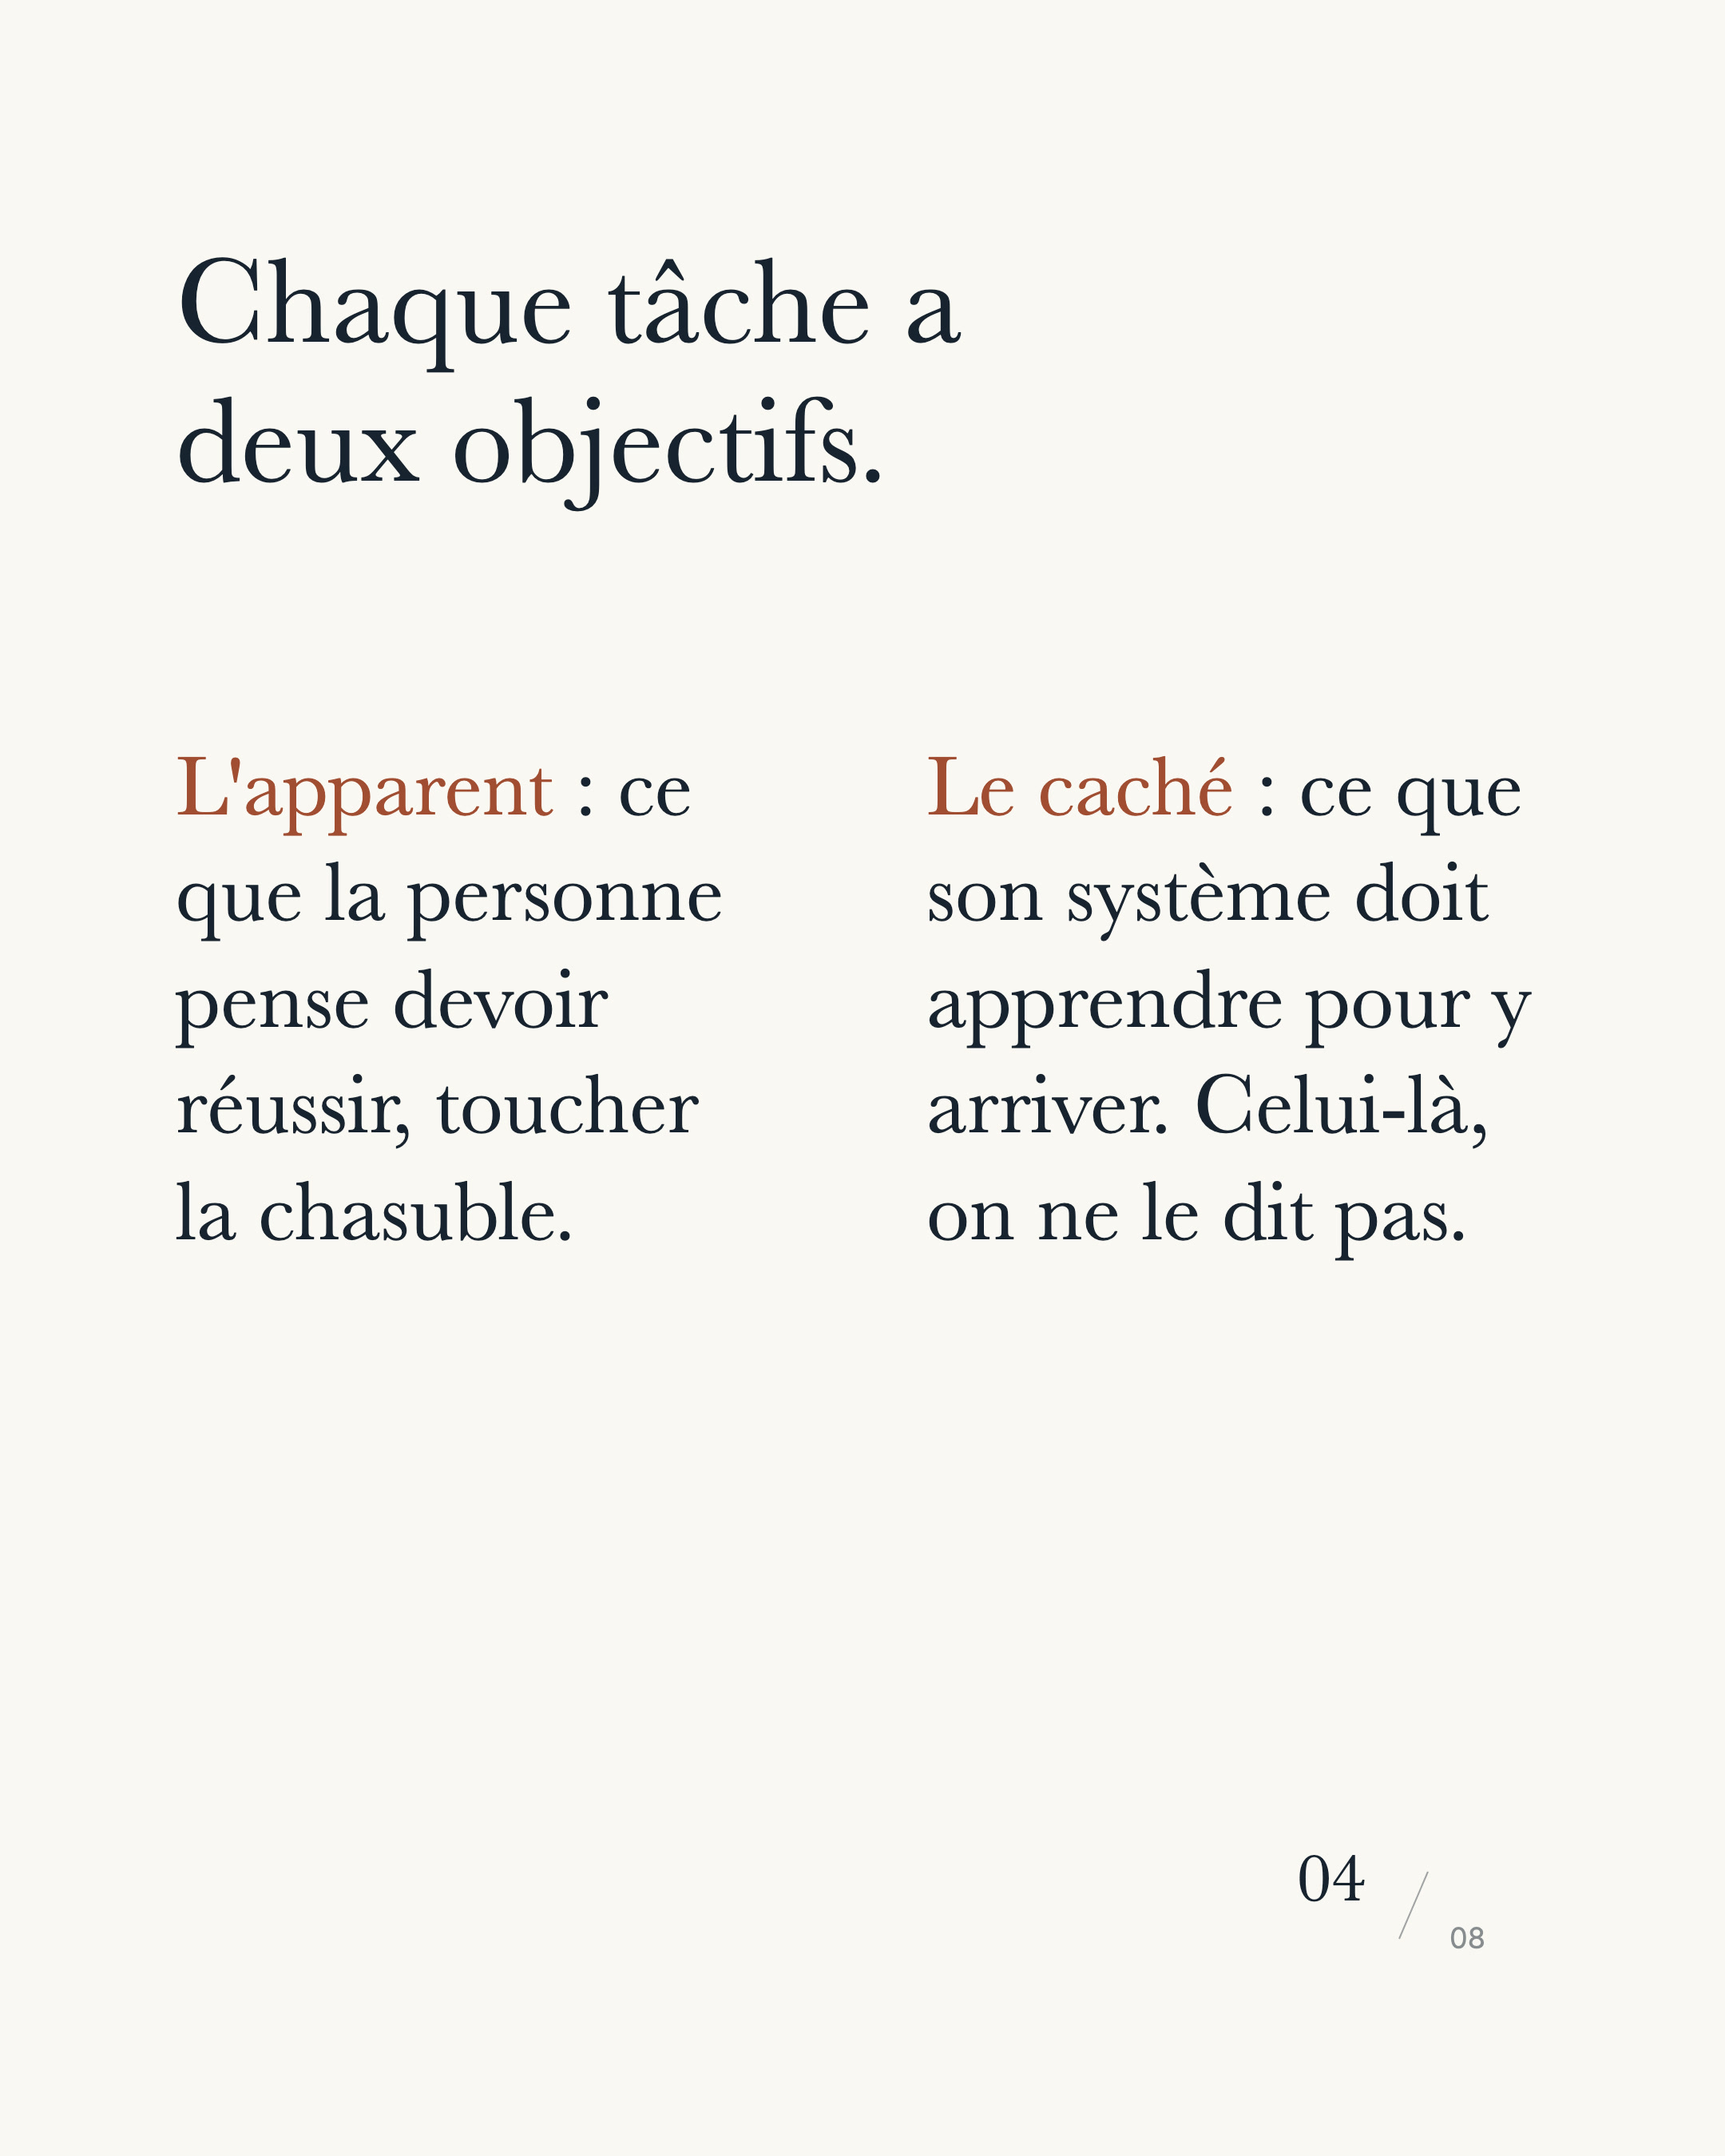 Chaque tâche a
deux objectifs.
L'apparent : ce
que la personne
pense devoir
réussir, toucher
la chasuble.
Le caché : ce que
son système doit
apprendre pour y
arriver. Celui-là,
on ne le dit pas.
04 / 08